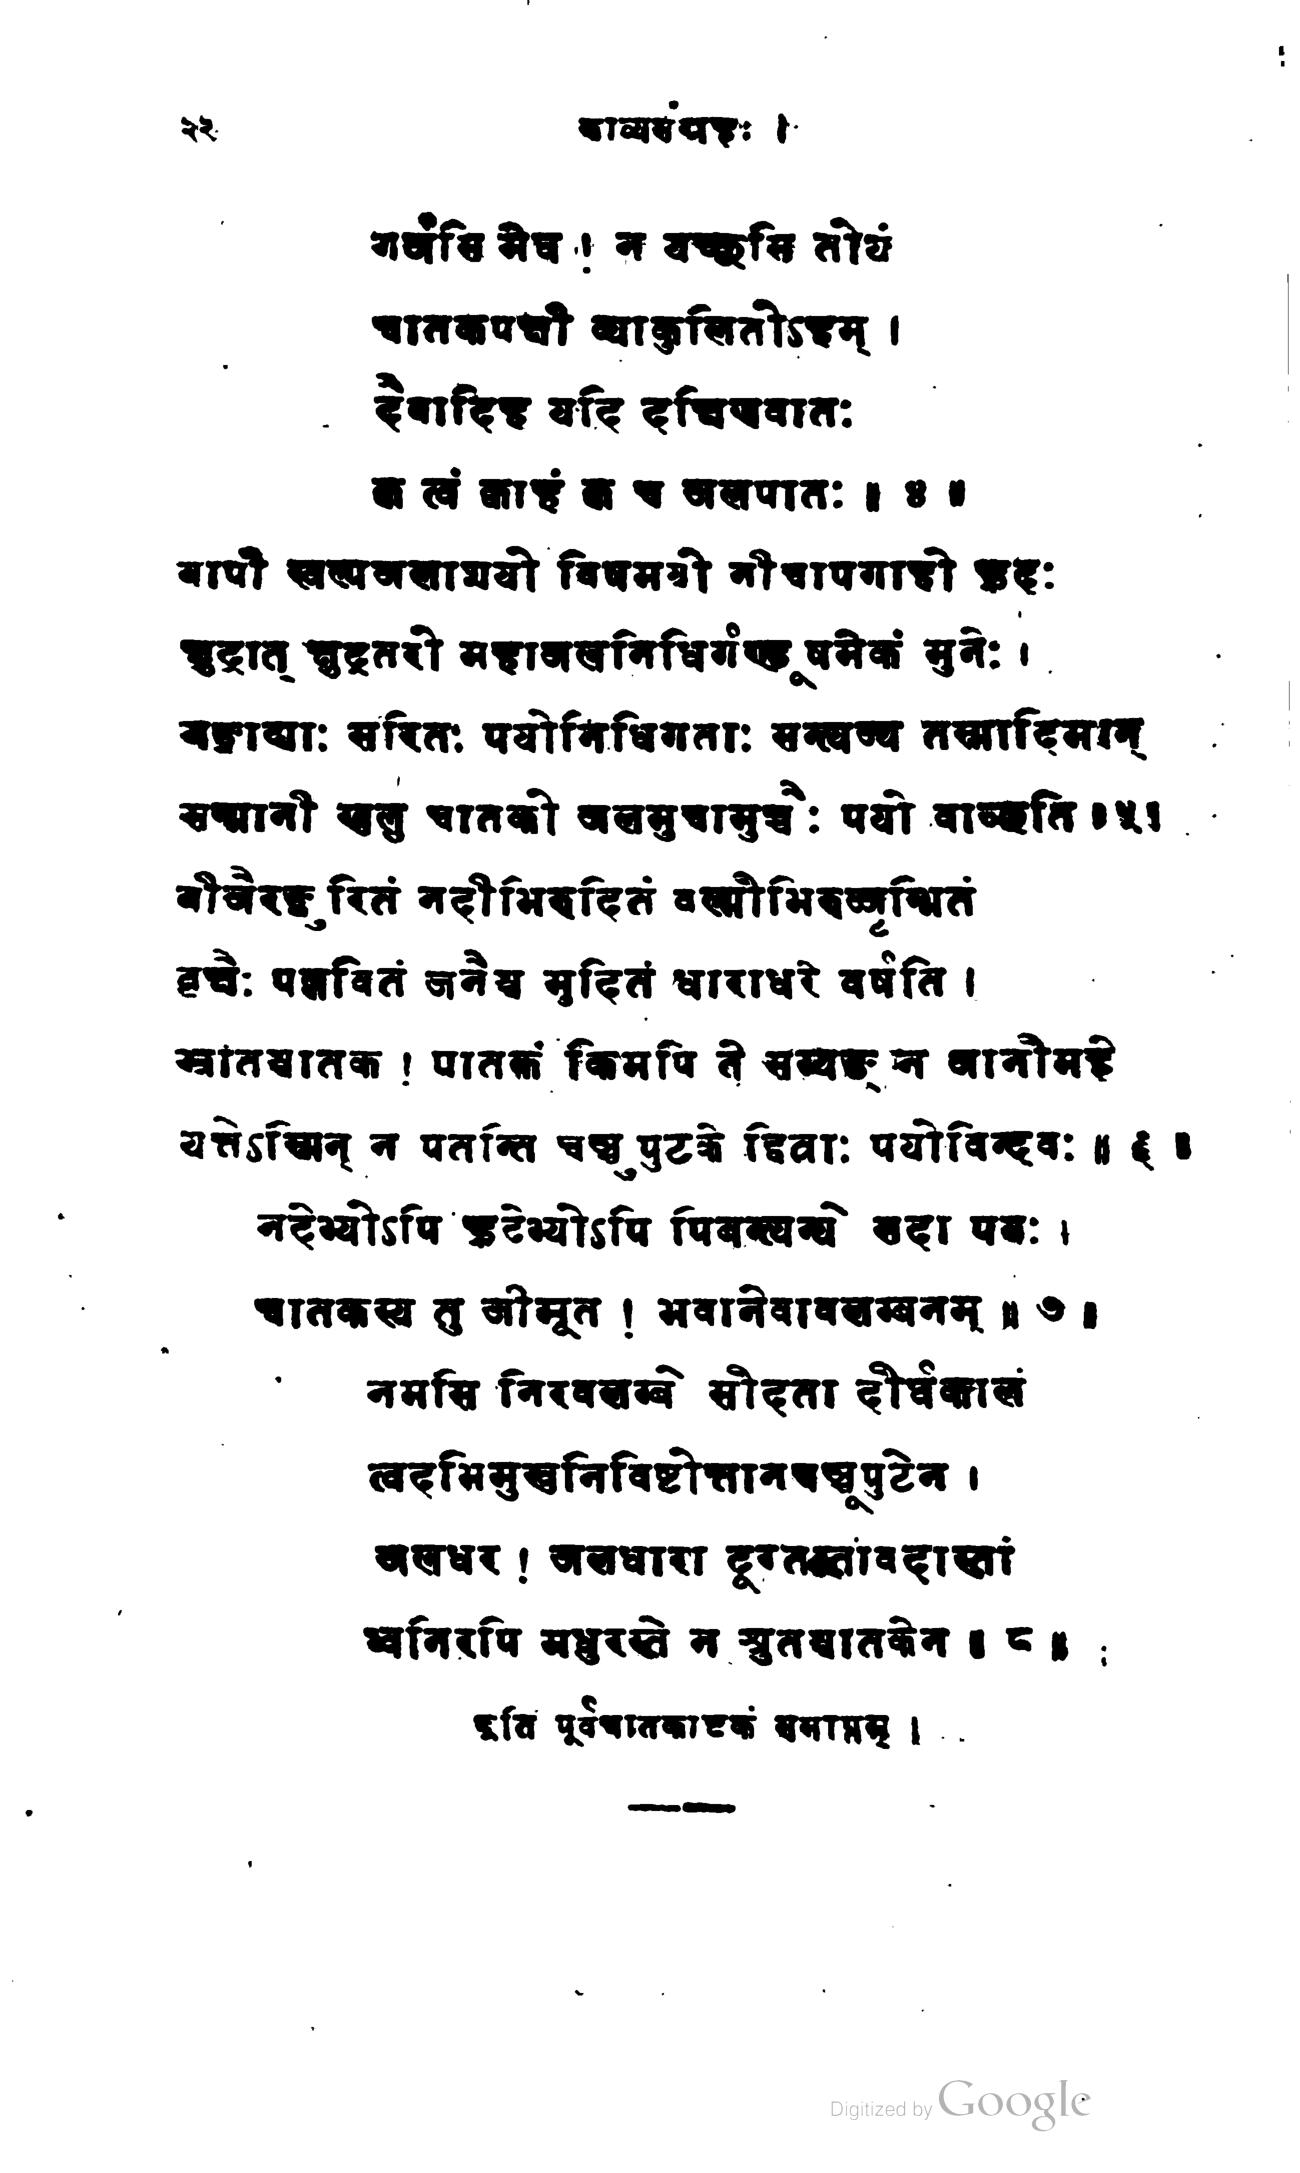 २२
काव्यसंग्रहः ।
गर्जसि मेघ ! न यच्छसि तोयं
चातकपक्षी व्याकुलितोऽहम् ।
दैवादिह यदि दक्षिणवातः
क्व त्वं क्वाहं क्व च जलपातः ॥ ४ ॥
वापी स्वल्पजलाशयो विषमयो नीचावगाहो ह्रदः
क्षुद्रात् क्षुद्रतरो महाजलनिधिर्गण्डूषमेकं मुनेः ।
गङ्गाद्याः सरितः पयोनिधिगताः सन्त्यज्य तस्मादिमान्
सम्मानी खलु चातको जलमुचामुच्चैः पयो वाञ्छति ॥ ५ ॥
बीजैरङ्कुरितं नदीभिरुदितं वल्मीभिरुज्जृम्भितं
वृक्षैः पल्लवितं जनैश्च मुदितं धाराधरे वर्षति ।
भ्रांतश्चातक ! पातकं किमपि ते सम्यङ् न जानीमहे
यत्तेऽस्मिन् न पतन्ति चञ्चुपुटके द्वित्राः पयोविन्दवः ॥ ६ ॥
नदेभ्योऽपि ह्रदेभ्योऽपि पिबन्त्यन्ये सदा पयः ।
चातकस्य तु जीमूत ! भवानेवावलम्बनम् ॥ ७ ॥
नभसि निरवलम्बे सीदता दीर्घकालं
त्वदभिमुखनिविष्टोत्तानचञ्चूपुटेन ।
जलधर ! जलधारा दूरतस्तावदास्तां
ध्वनिरपि मधुरस्ते न श्रुतश्चातकेन ॥ ८ ॥
इति पूर्वचातकाष्टकं समाप्तम् ।
Digitized by Google